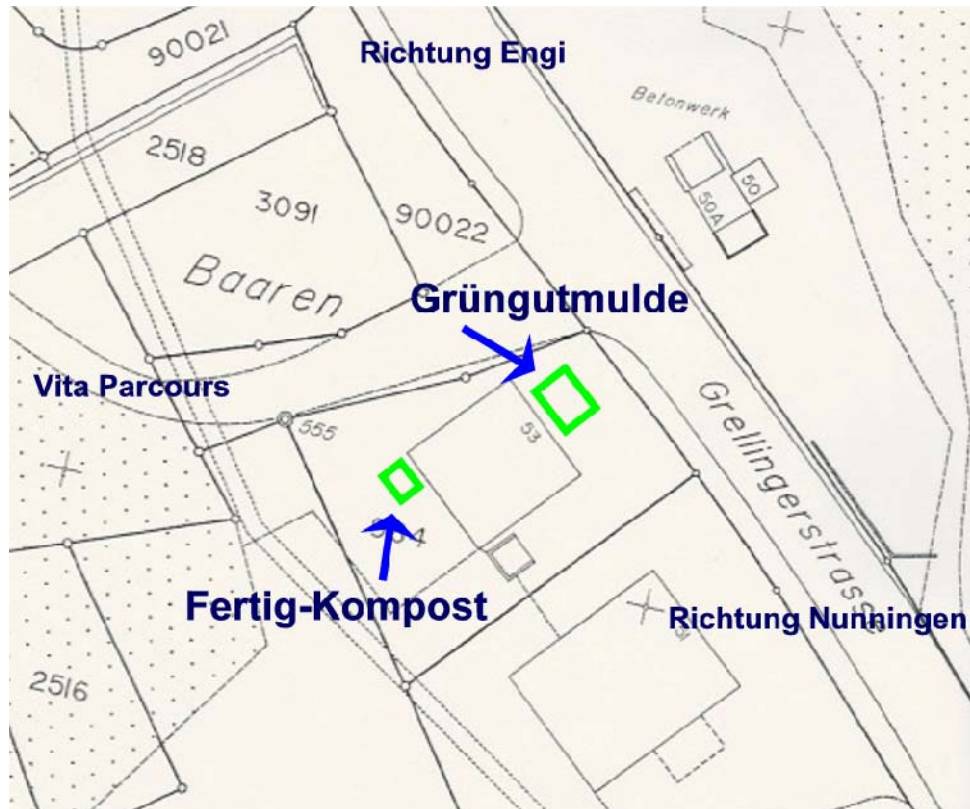 90021
Richtung Engi
Betonwerk
2518
50
50A
3091
90022
Baaren
Grüngutmulde
Vita Parcours
555
53
Grellingerstrasse
Fertig-Kompost
Richtung Nunningen
51
2516